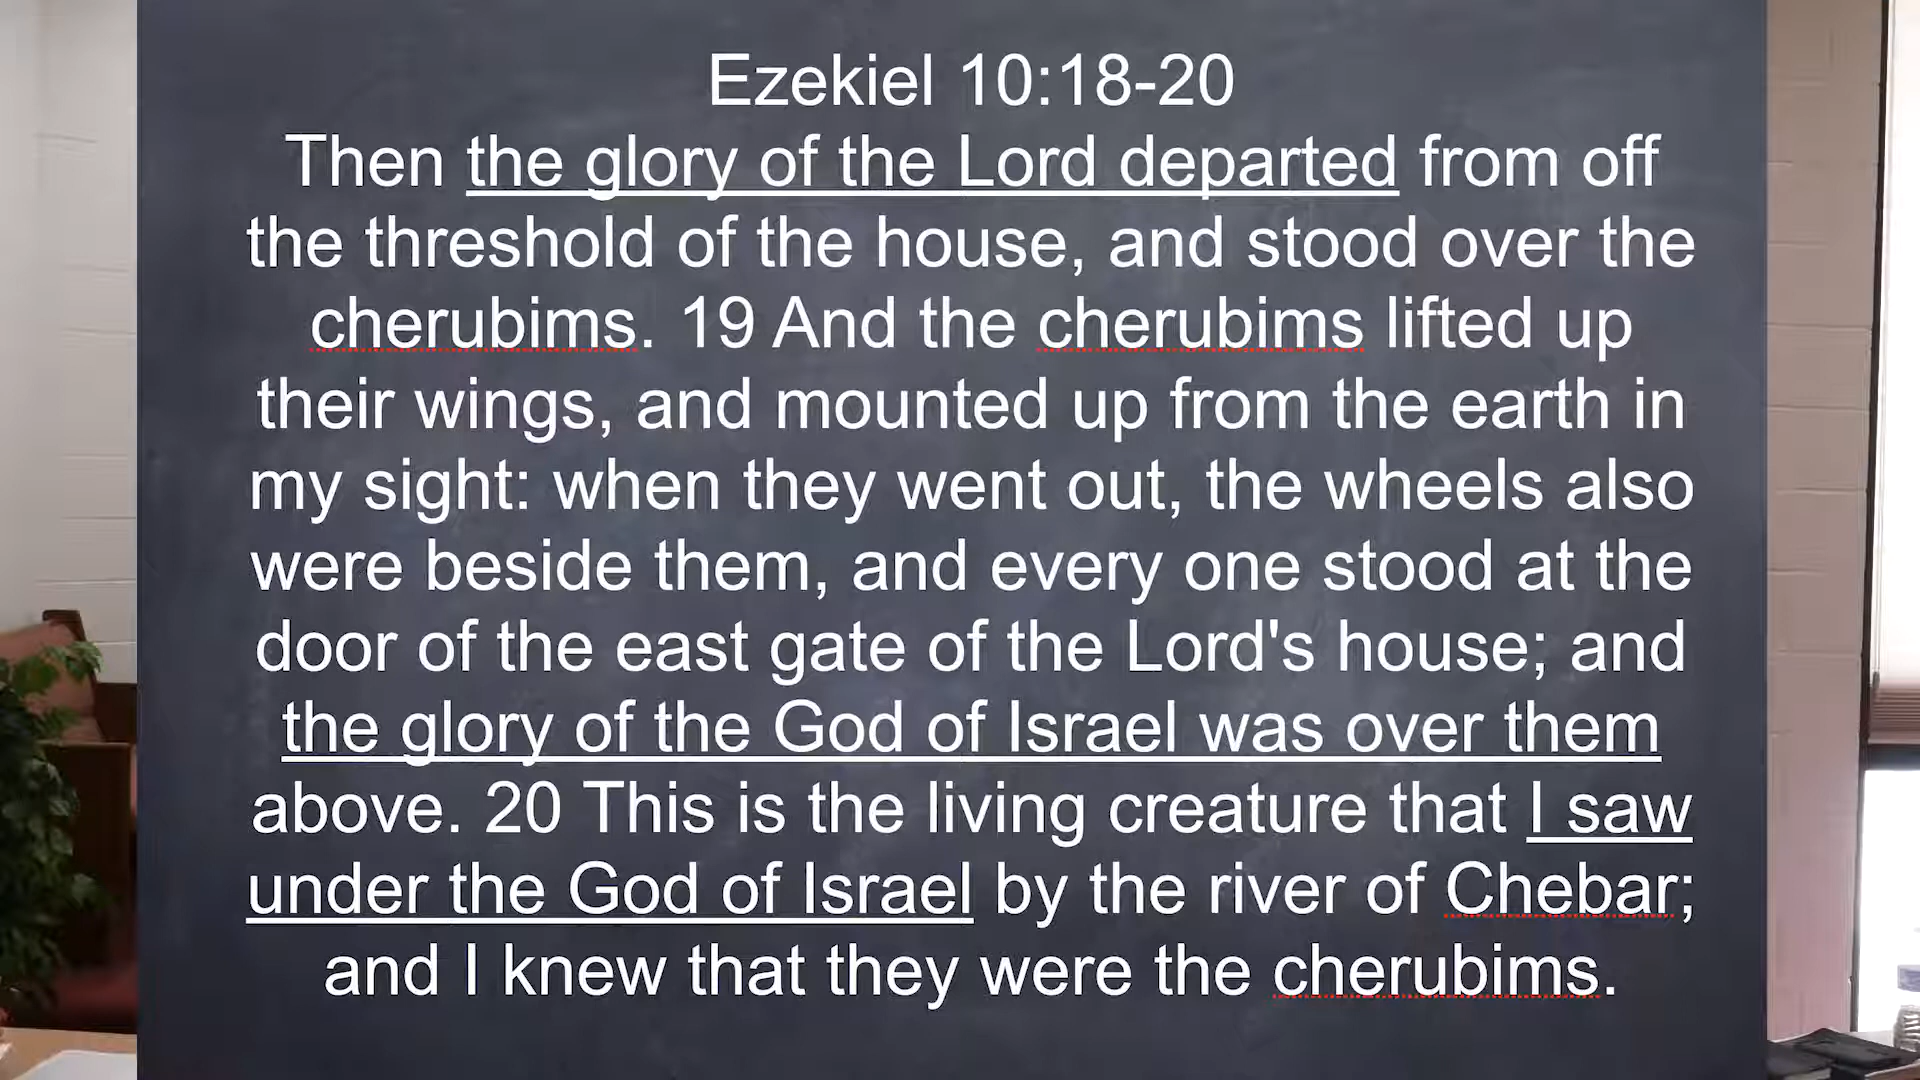 Ezekiel 10:18-20
Then the glory of the Lord departed from off
the threshold of the house, and stood over the
cherubims. 19 And the cherubims lifted up
their wings, and mounted up from the earth in
my sight: when they went out, the wheels also
were beside them, and every one stood at the
door of the east gate of the Lord's house; and
the glory of the God of Israel was over them
above. 20 This is the living creature that I saw
under the God of Israel by the river of Chebar;
and I knew that they were the cherubims.